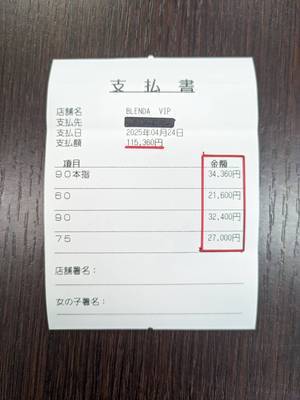 支払書
店舗名 BLENDA VIP
支払先
支払日 2025年04月24日
支払額 115,360円
項目 金額
９０本指 34,360円
６０ 21,600円
９０ 32,400円
７５ 27,000円
店舗署名：
女の子署名：